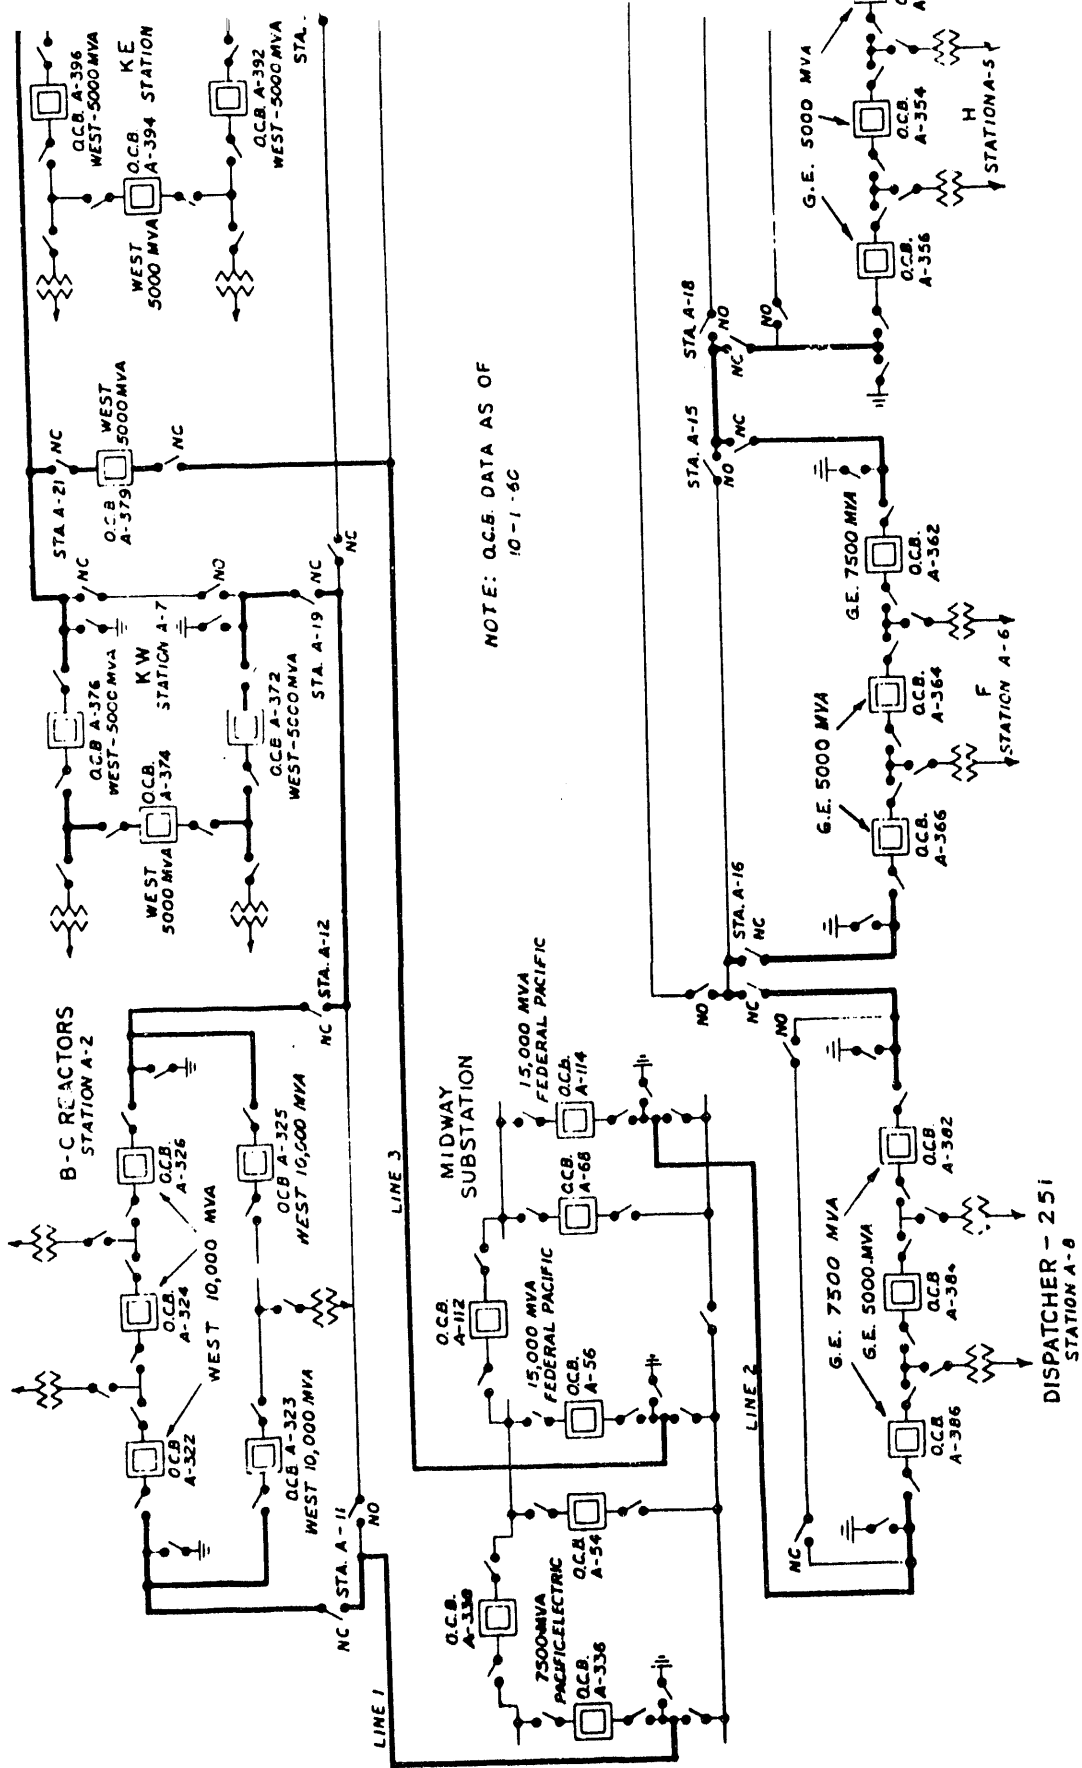 O.C.B. A-396
WEST-5000 MVA
KE
STATION
O.C.B.
A-394
WEST
5000 MVA
O.C.B. A-392
WEST-5000 MVA
STA.
STA. A-21
NC
O.C.B.
A-379
WEST
5000 MVA
NC
NC
NO
KW
STATION A-7
O.C.B. A-376
WEST-5000 MVA
O.C.B.
A-374
WEST
5000 MVA
O.C.B. A-372
WEST-5000 MVA
STA. A-19
NC
NC
STA. A-12
NC
B-C REACTORS
STATION A-2
O.C.B.
A-326
O.C.B.
A-324
WEST 10,000 MVA
O.C.B
A-322
OCB A-325
WEST 10,000 MVA
O.C.B. A-323
WEST 10,000 MVA
STA. A-11
NO
NC
LINE 1
LINE 3
NOTE: O.C.B. DATA AS OF
10-1-60
MIDWAY
SUBSTATION
15,000 MVA
FEDERAL PACIFIC
O.C.B.
A-114
O.C.B.
A-68
O.C.B.
A-112
15,000 MVA
FEDERAL PACIFIC
O.C.B.
A-56
O.C.B.
A-54
O.C.B.
7500 MVA
PACIFIC ELECTRIC
O.C.B.
A-336
LINE 2
STA. A-18
NO
NC
NO
STA. A-15
NO
NC
G.E. 5000 MVA
O.C.B.
A-354
O.C.B.
A-356
H
STATION A-5
G.E. 7500 MVA
O.C.B.
A-362
O.C.B.
A-364
G.E. 5000 MVA
O.C.B.
A-366
F
STATION A-6
STA. A-16
NC
NO
NC
NO
O.C.B.
A-382
G.E. 7500 MVA
G.E. 5000 MVA
O.C.B
A-384
O.C.B.
A-386
NC
DISPATCHER - 251
STATION A-8